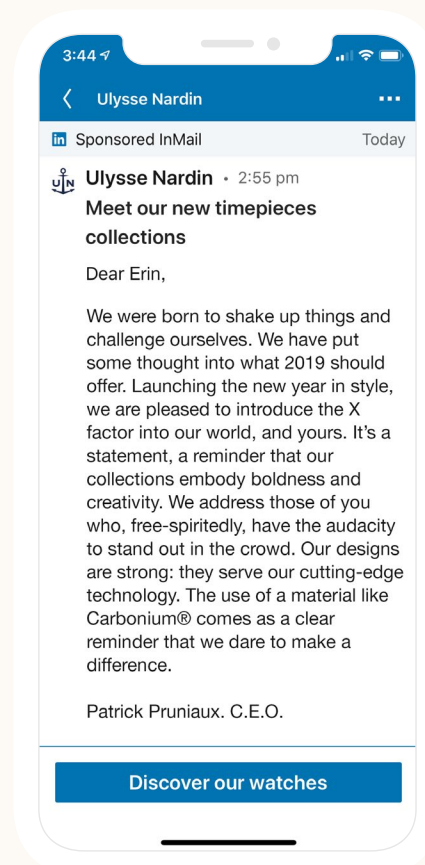 3:44
Ulysse Nardin
in Sponsored InMail Today
UN Ulysse Nardin • 2:55 pm
Meet our new timepieces
collections
Dear Erin,
We were born to shake up things and
challenge ourselves. We have put
some thought into what 2019 should
offer. Launching the new year in style,
we are pleased to introduce the X
factor into our world, and yours. It’s a
statement, a reminder that our
collections embody boldness and
creativity. We address those of you
who, free-spiritedly, have the audacity
to stand out in the crowd. Our designs
are strong: they serve our cutting-edge
technology. The use of a material like
Carbonium® comes as a clear
reminder that we dare to make a
difference.
Patrick Pruniaux. C.E.O.
Discover our watches